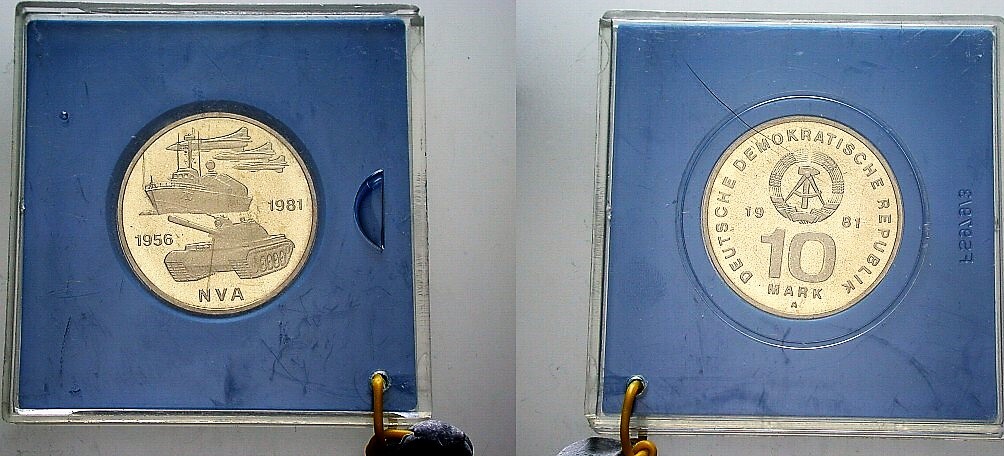 1981
1956
NVA
DEUTSCHE DEMOKRATISCHE REPUBLIK
19 81
10
MARK
A